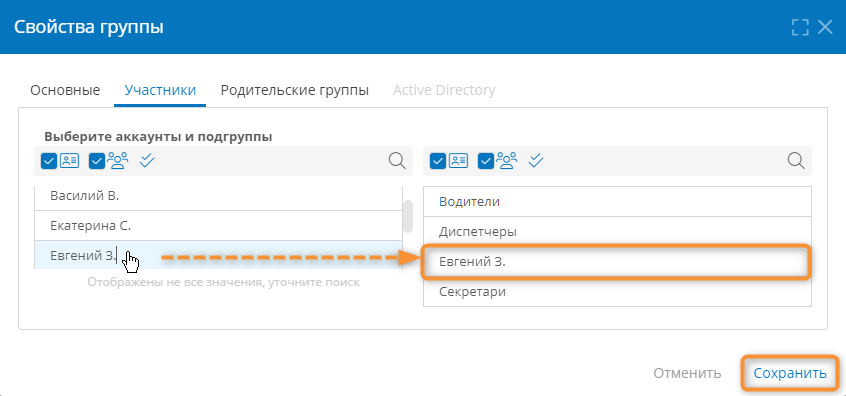 Свойства группы
Основные Участники Родительские группы Active Directory
Выберите аккаунты и подгруппы
Василий В.
Екатерина С.
Евгений З.
Отображены не все значения, уточните поиск
Водители
Диспетчеры
Евгений З.
Секретари
Отменить Сохранить